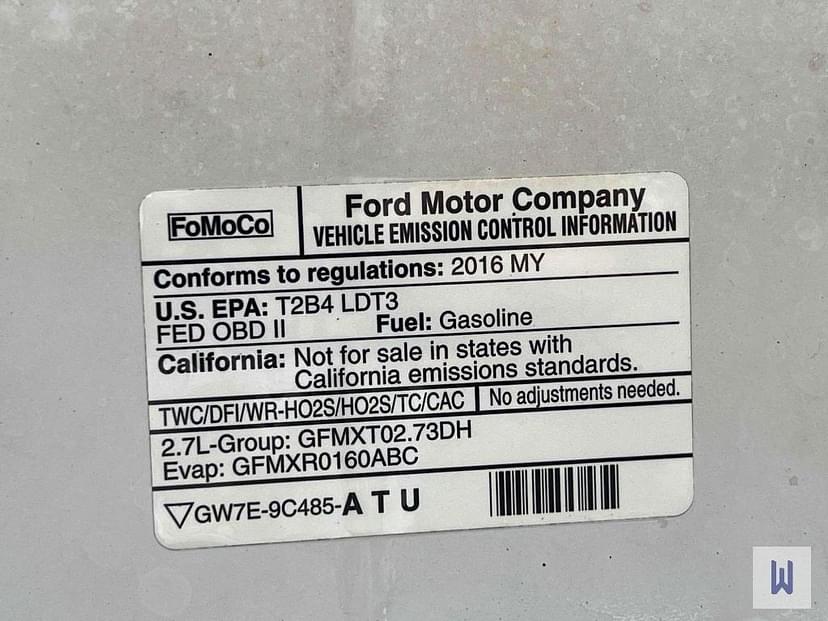 FoMoCo
Ford Motor Company
VEHICLE EMISSION CONTROL INFORMATION
Conforms to regulations: 2016 MY
U.S. EPA: T2B4 LDT3
FED OBD II Fuel: Gasoline
California: Not for sale in states with
California emissions standards.
TWC/DFI/WR-HO2S/HO2S/TC/CAC No adjustments needed.
2.7L-Group: GFMXT02.73DH
Evap: GFMXR0160ABC
GW7E-9C485-A T U
W